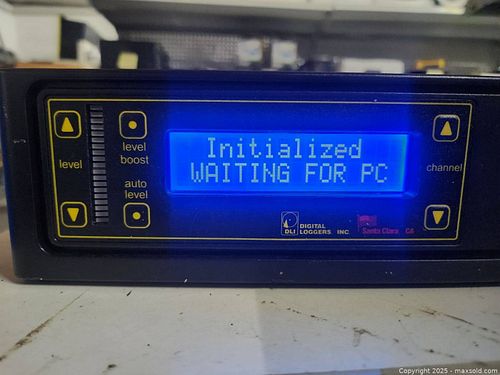 Initialized
WAITING FOR PC
level
level
boost
auto
level
channel
DLI
DIGITAL
LOGGERS INC
Santa Clara CA
Copyright 2025 - maxsold.com